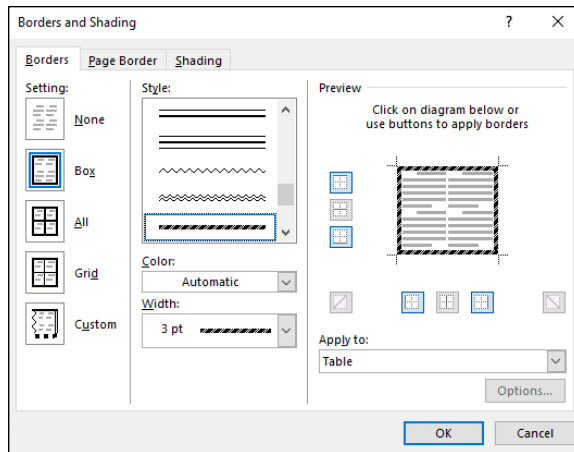 Borders and Shading
? X
Borders Page Border Shading
Setting:
None
Box
All
Grid
Custom
Style:
Color:
Automatic
Width:
3 pt
Preview
Click on diagram below or
use buttons to apply borders
Apply to:
Table
Options...
OK Cancel